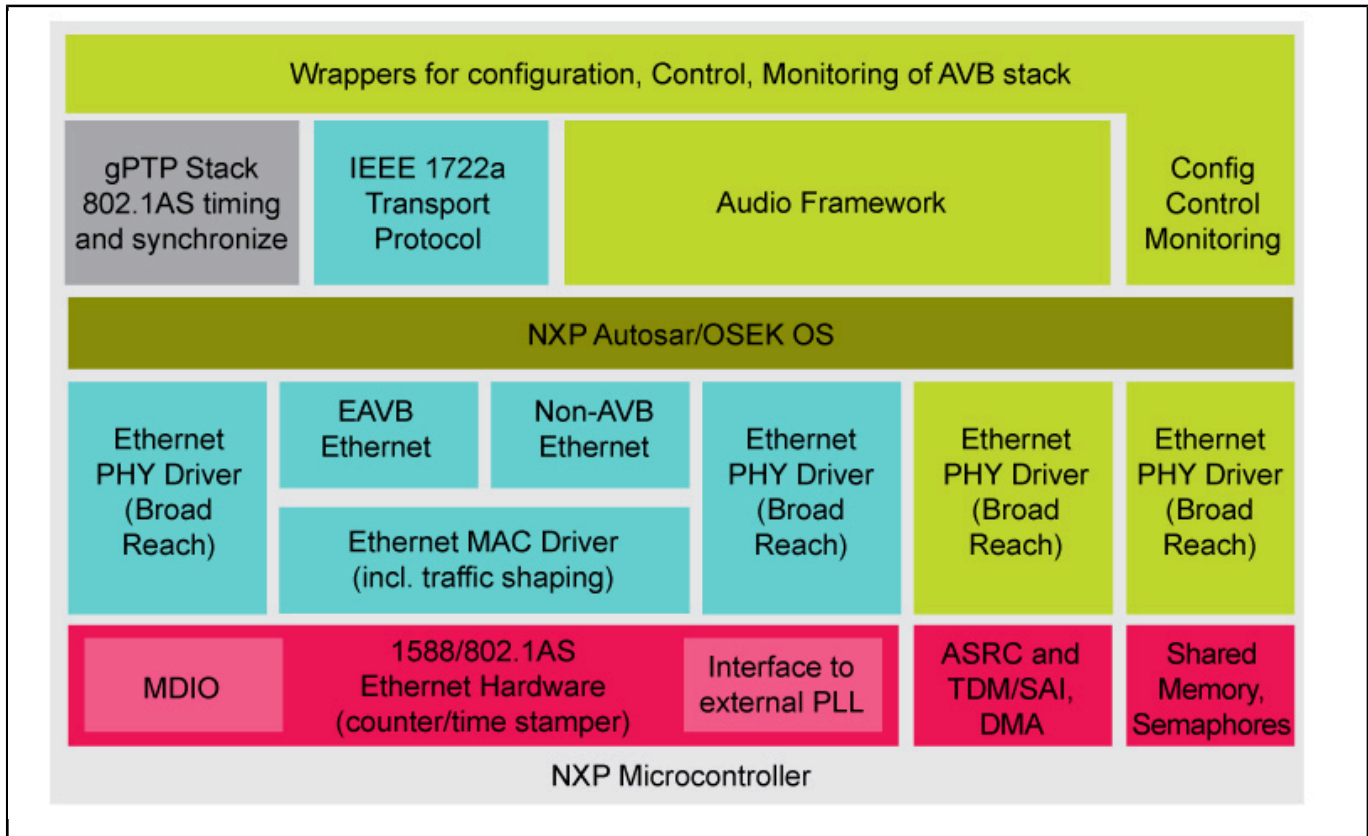 Wrappers for configuration, Control, Monitoring of AVB stack
gPTP Stack
802.1AS timing
and synchronize
IEEE 1722a
Transport
Protocol
Audio Framework
Config
Control
Monitoring
NXP Autosar/OSEK OS
Ethernet
PHY Driver
(Broad
Reach)
EAVB
Ethernet
Non-AVB
Ethernet
Ethernet MAC Driver
(incl. traffic shaping)
Ethernet
PHY Driver
(Broad
Reach)
Ethernet
PHY Driver
(Broad
Reach)
Ethernet
PHY Driver
(Broad
Reach)
MDIO
1588/802.1AS
Ethernet Hardware
(counter/time stamper)
Interface to
external PLL
ASRC and
TDM/SAI,
DMA
Shared
Memory,
Semaphores
NXP Microcontroller